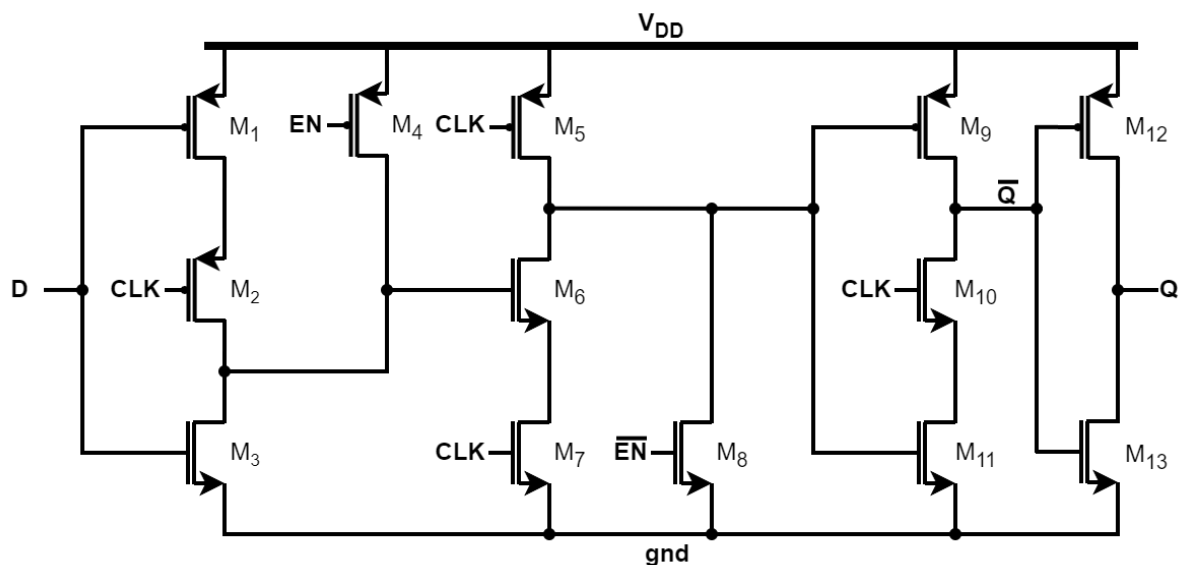 V_DD
EN M_4 CLK M_5
M_1 M_9 M_12
Q̅
D CLK M_2 M_6 CLK M_10 Q
M_3 CLK M_7 E̅N̅ M_8 M_11 M_13
gnd